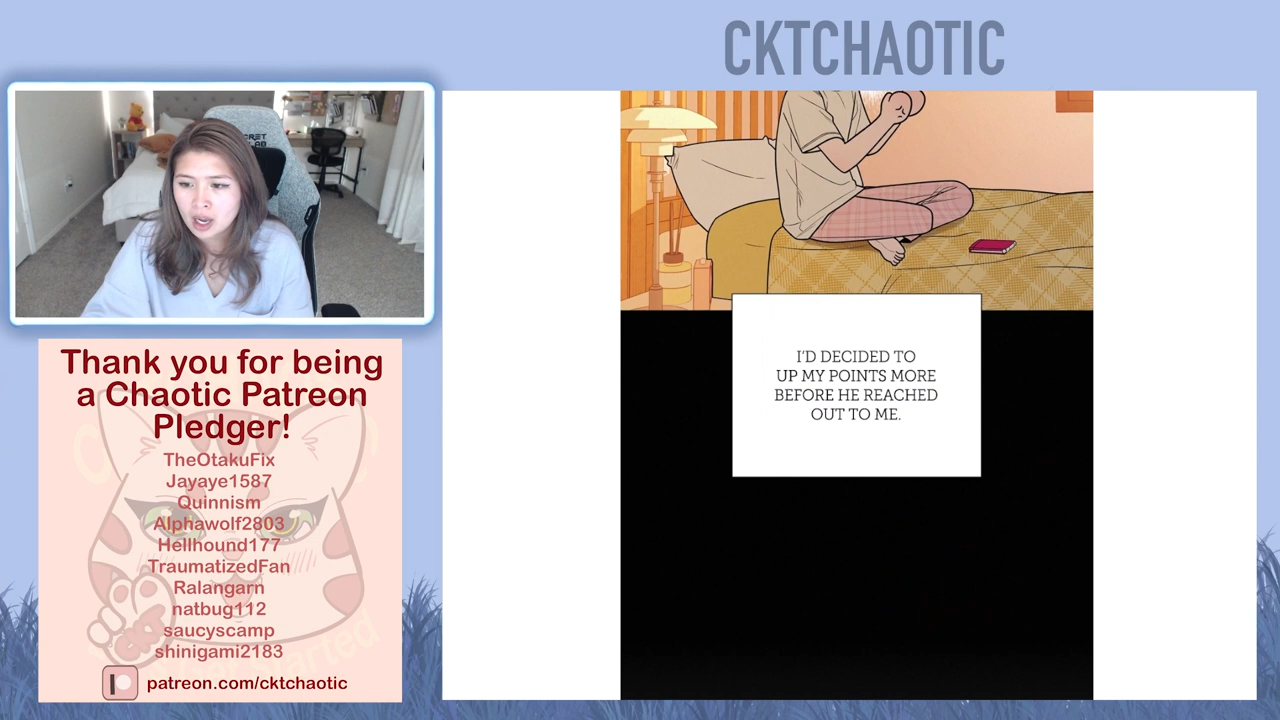 CKTCHAOTIC
Thank you for being
a Chaotic Patreon
Pledger!
TheOtakuFix
Jayaye1587
Quinnism
Alphawolf2803
Hellhound177
TraumatizedFan
Ralangarn
natbug112
saucyscamp
shinigami2183
patreon.com/cktchaotic
I'D DECIDED TO
UP MY POINTS MORE
BEFORE HE REACHED
OUT TO ME.